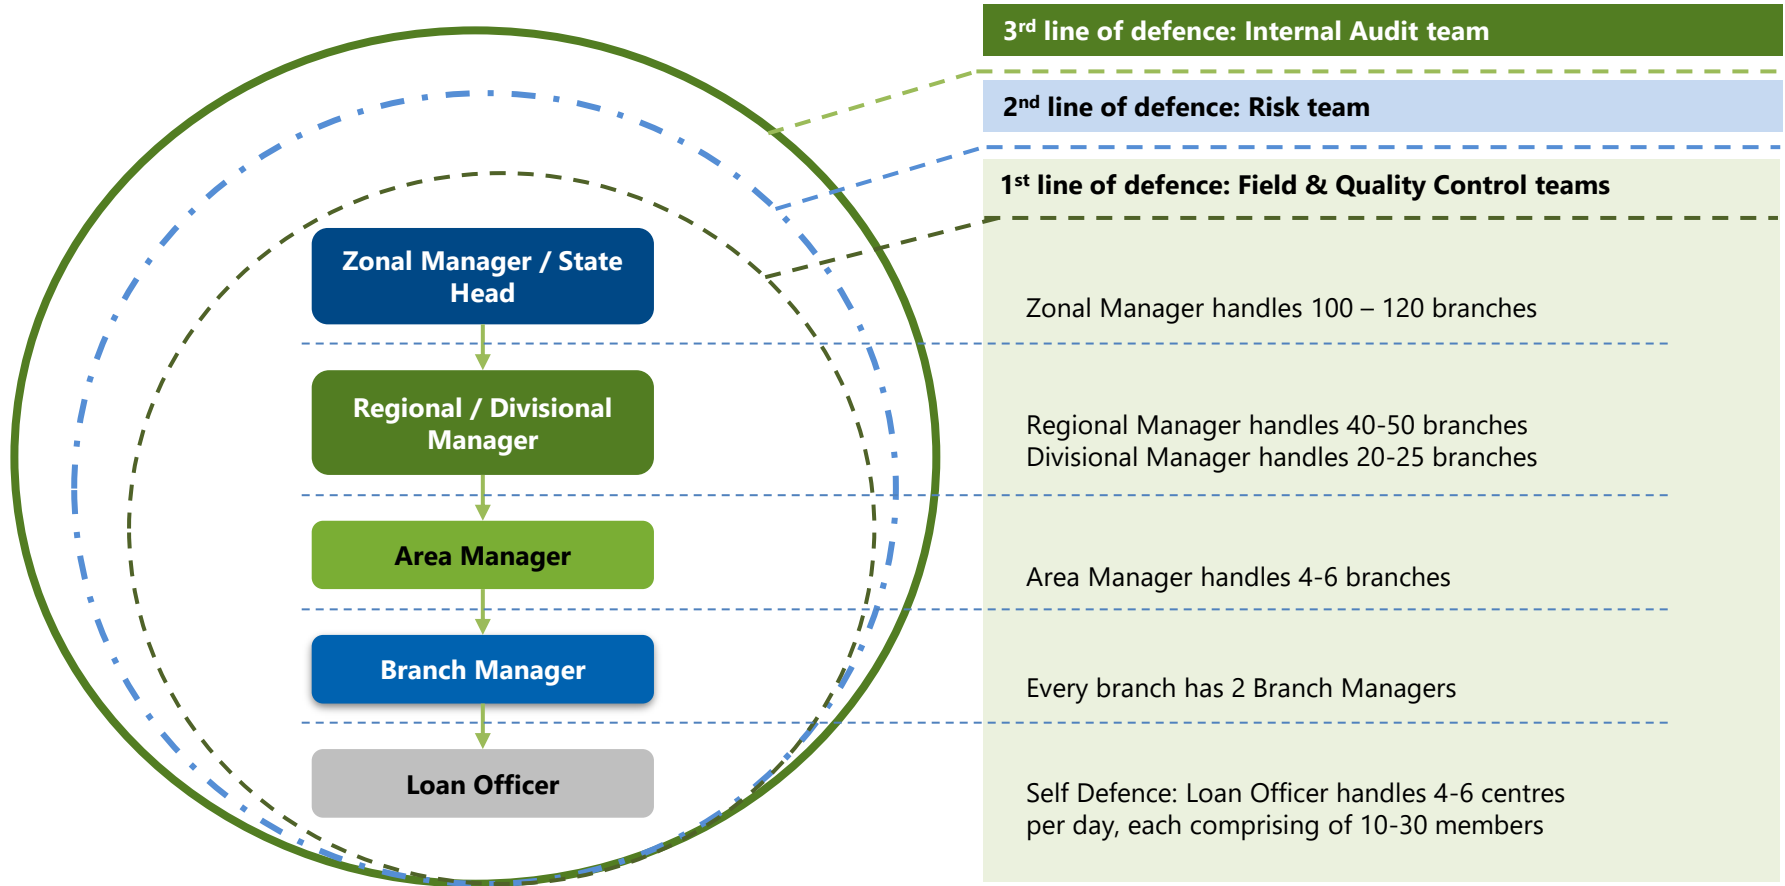 3rd line of defence: Internal Audit team
2nd line of defence: Risk team
1st line of defence: Field & Quality Control teams
Zonal Manager / State
Head
Zonal Manager handles 100 – 120 branches
Regional / Divisional
Manager
Regional Manager handles 40-50 branches
Divisional Manager handles 20-25 branches
Area Manager
Area Manager handles 4-6 branches
Branch Manager
Every branch has 2 Branch Managers
Loan Officer
Self Defence: Loan Officer handles 4-6 centres
per day, each comprising of 10-30 members